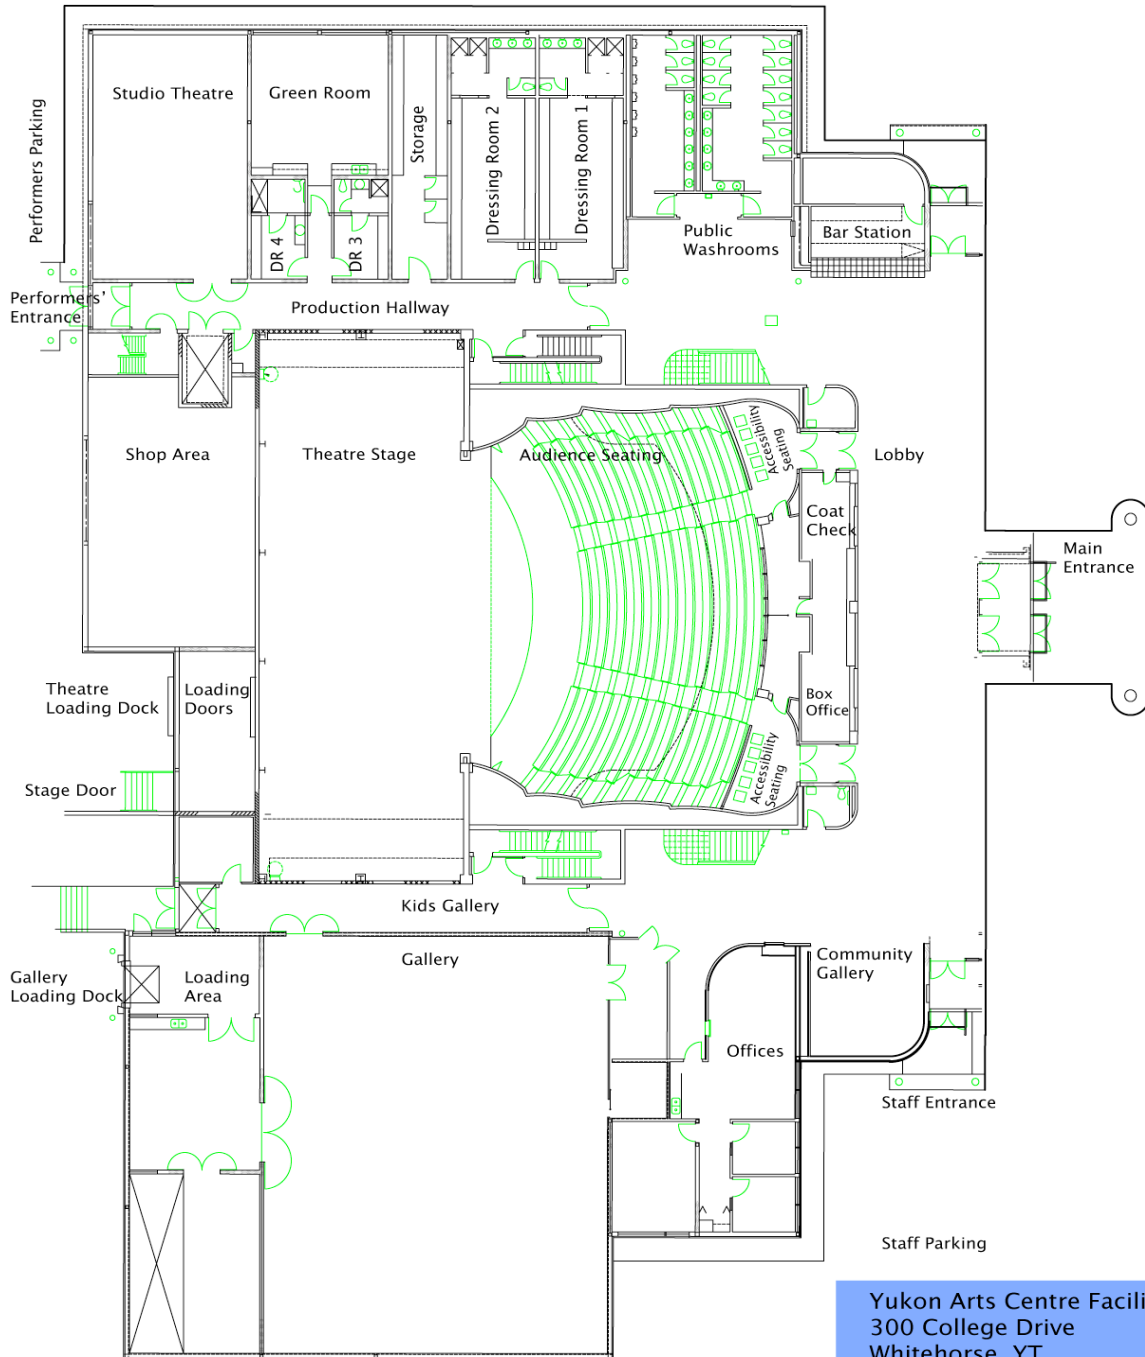 Studio Theatre
Green Room
Storage
Dressing Room 2
Dressing Room 1
Performers Parking
DR 4
DR 3
Public
Washrooms
Bar Station
Performers'
Entrance
Production Hallway
Shop Area
Theatre Stage
Audience Seating
Accessibility
Seating
Lobby
Coat
Check
Main
Entrance
Theatre
Loading Dock
Loading
Doors
Box
Office
Stage Door
Accessibility
Seating
Kids Gallery
Gallery
Community
Gallery
Gallery
Loading Dock
Loading
Area
Offices
Staff Entrance
Staff Parking
Yukon Arts Centre Facili
300 College Drive
Whitehorse, YT